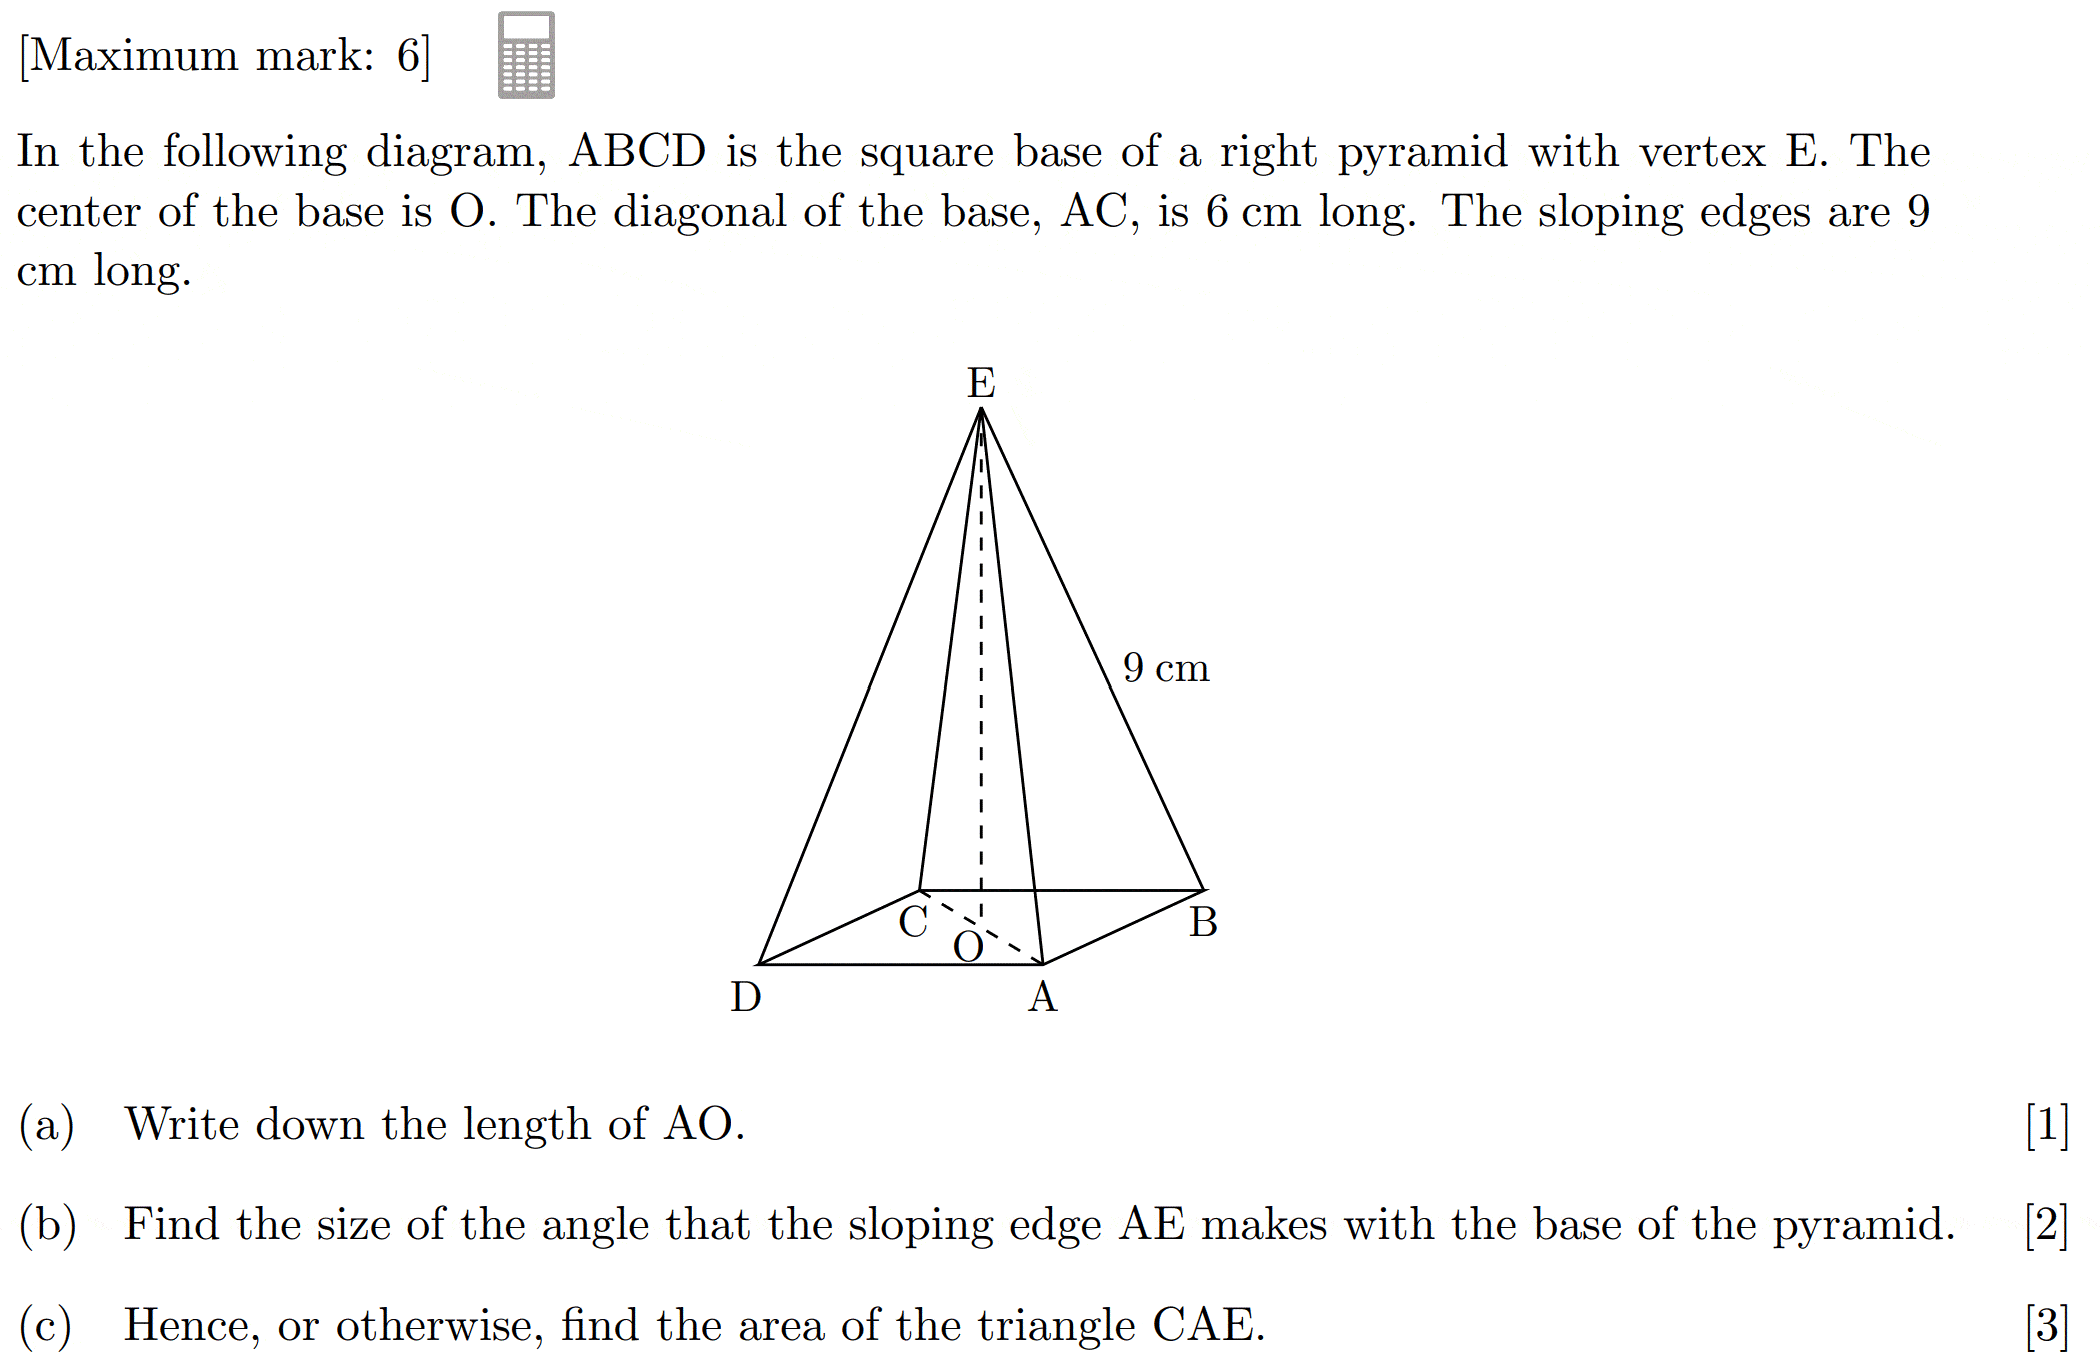 [Maximum mark: 6]
In the following diagram, ABCD is the square base of a right pyramid with vertex E. The
center of the base is O. The diagonal of the base, AC, is 6 cm long. The sloping edges are 9
cm long.
E
9 cm
C
B
O
D
A
(a) Write down the length of AO. [1]
(b) Find the size of the angle that the sloping edge AE makes with the base of the pyramid. [2]
(c) Hence, or otherwise, find the area of the triangle CAE. [3]